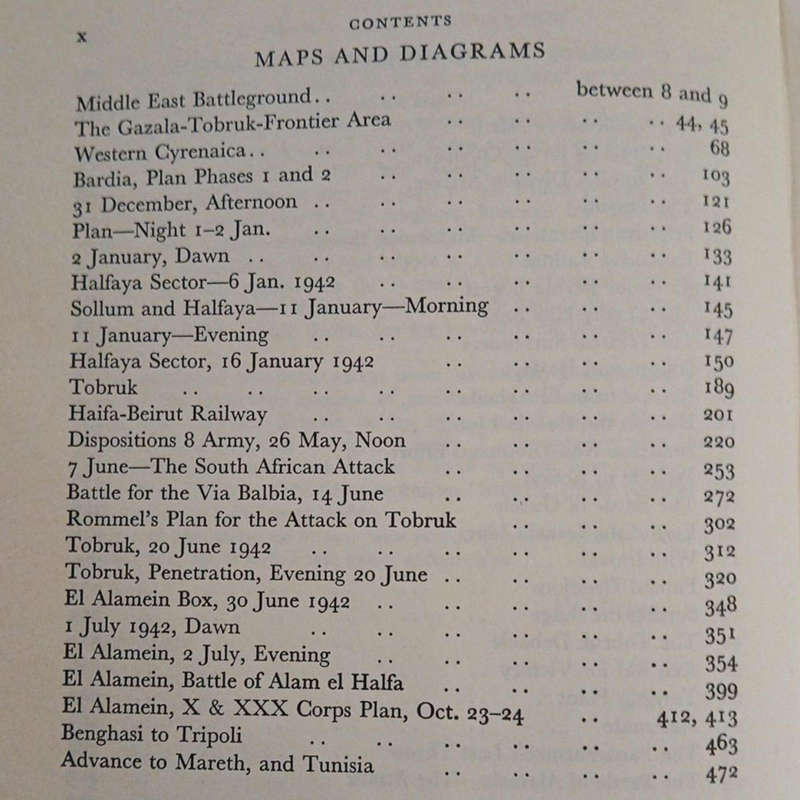 x
CONTENTS
MAPS AND DIAGRAMS
Middle East Battleground .. .. .. .. between 8 and 9
The Gazala-Tobruk-Frontier Area .. .. .. .. 44, 45
Western Cyrenaica .. .. .. .. .. .. .. 68
Bardia, Plan Phases 1 and 2 .. .. .. .. .. 103
31 December, Afternoon .. .. .. .. .. .. 121
Plan—Night 1–2 Jan. .. .. .. .. .. .. 126
2 January, Dawn .. .. .. .. .. .. .. 133
Halfaya Sector—6 Jan. 1942 .. .. .. .. .. 141
Sollum and Halfaya—11 January—Morning .. .. .. 145
11 January—Evening .. .. .. .. .. .. 147
Halfaya Sector, 16 January 1942 .. .. .. .. 150
Tobruk .. .. .. .. .. .. .. .. 189
Haifa-Beirut Railway .. .. .. .. .. .. 201
Dispositions 8 Army, 26 May, Noon .. .. .. .. 220
7 June—The South African Attack .. .. .. .. 253
Battle for the Via Balbia, 14 June .. .. .. .. 272
Rommel's Plan for the Attack on Tobruk .. .. .. 302
Tobruk, 20 June 1942 .. .. .. .. .. .. 312
Tobruk, Penetration, Evening 20 June .. .. .. .. 320
El Alamein Box, 30 June 1942 .. .. .. .. .. 348
1 July 1942, Dawn .. .. .. .. .. .. 351
El Alamein, 2 July, Evening .. .. .. .. .. 354
El Alamein, Battle of Alam el Halfa .. .. .. .. 399
El Alamein, X & XXX Corps Plan, Oct. 23–24 .. 412, 413
Benghasi to Tripoli .. .. .. .. .. .. 463
Advance to Mareth, and Tunisia .. .. .. .. 472